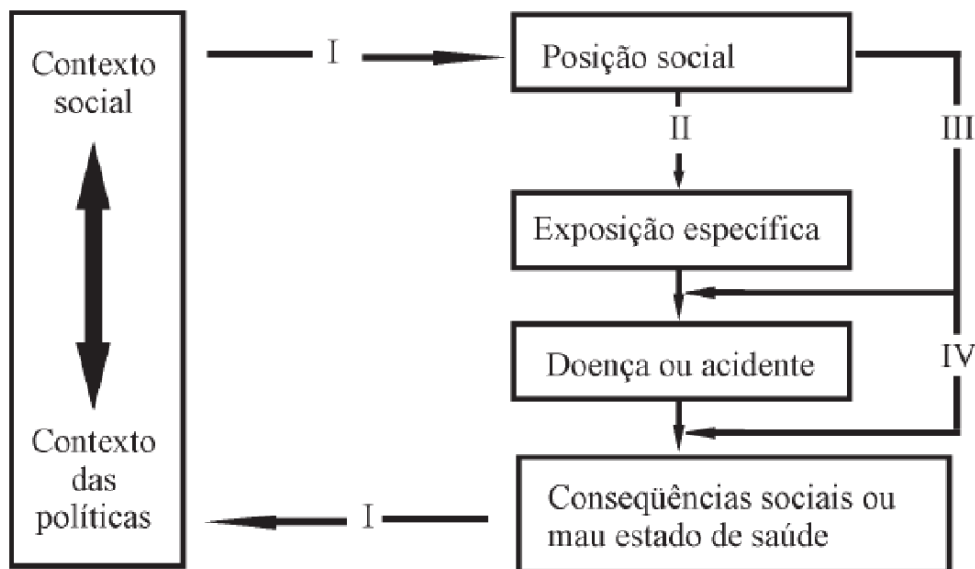 Contexto
social
Contexto
das
políticas
I
Posição social
II
III
Exposição específica
Doença ou acidente
IV
Conseqüências sociais ou
mau estado de saúde
I